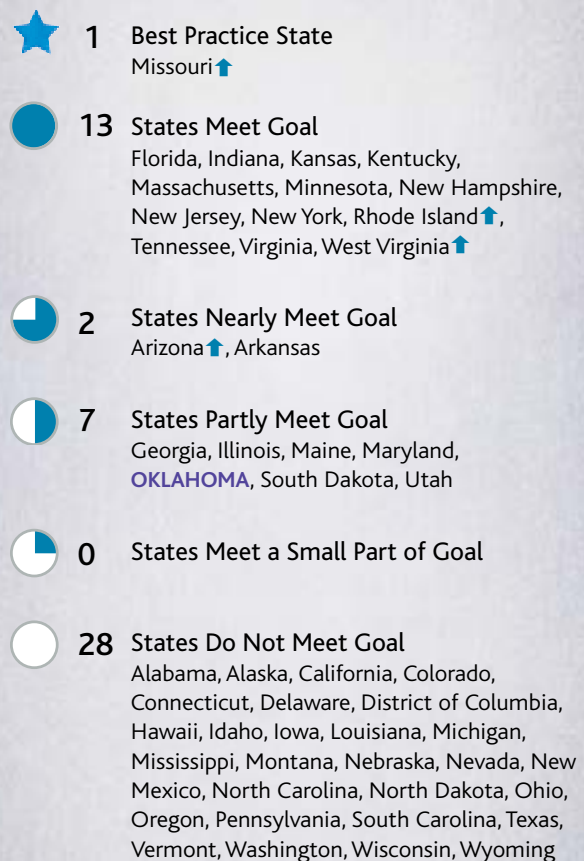 1 Best Practice State
Missouri⬆
13 States Meet Goal
Florida, Indiana, Kansas, Kentucky,
Massachusetts, Minnesota, New Hampshire,
New Jersey, New York, Rhode Island⬆,
Tennessee, Virginia, West Virginia⬆
2 States Nearly Meet Goal
Arizona⬆, Arkansas
7 States Partly Meet Goal
Georgia, Illinois, Maine, Maryland,
OKLAHOMA, South Dakota, Utah
0 States Meet a Small Part of Goal
28 States Do Not Meet Goal
Alabama, Alaska, California, Colorado,
Connecticut, Delaware, District of Columbia,
Hawaii, Idaho, Iowa, Louisiana, Michigan,
Mississippi, Montana, Nebraska, Nevada, New
Mexico, North Carolina, North Dakota, Ohio,
Oregon, Pennsylvania, South Carolina, Texas,
Vermont, Washington, Wisconsin, Wyoming